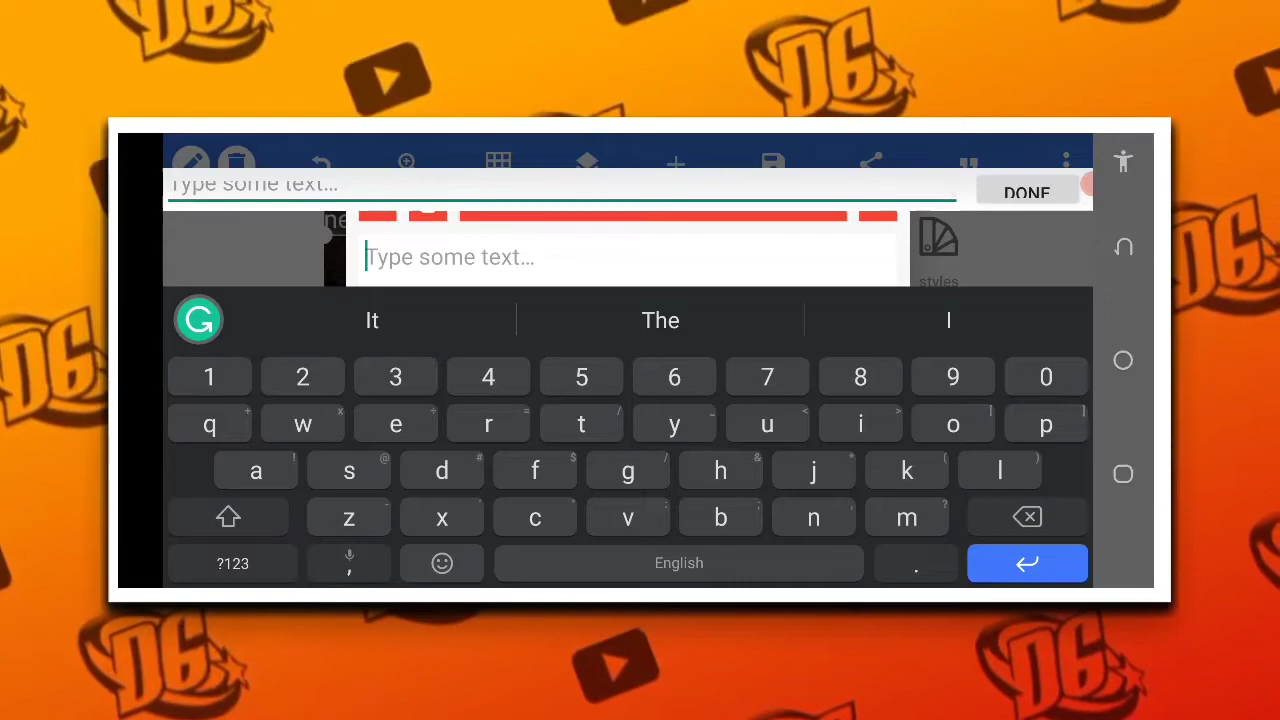 Type some text...
DONE
Type some text...
styles
It The I
1 2 3 4 5 6 7 8 9 0
q w e r t y u i o p
a s d f g h j k l
z x c v b n m
?123 , English .